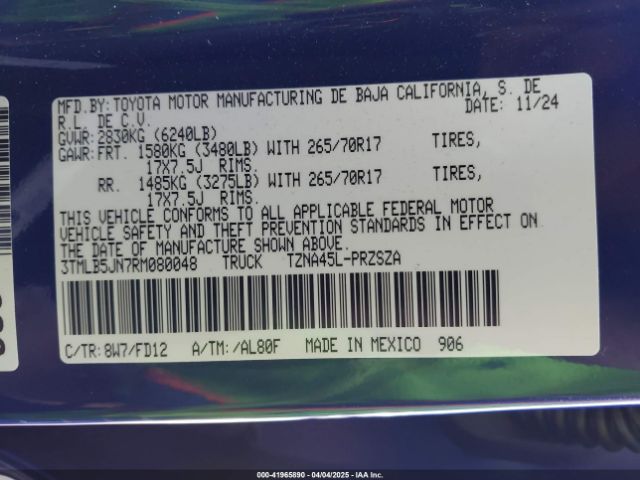 MFD.BY:TOYOTA MOTOR MANUFACTURING DE BAJA CALIFORNIA, S. DE
R.L. DE C.V. DATE: 11/24
GVWR:2830KG (6240LB)
GAWR:FRT. 1580KG (3480LB) WITH 265/70R17 TIRES,
17X7.5J RIMS.
RR. 1485KG (3275LB) WITH 265/70R17 TIRES,
17X7.5J RIMS.
THIS VEHICLE CONFORMS TO ALL APPLICABLE FEDERAL MOTOR
VEHICLE SAFETY AND THEFT PREVENTION STANDARDS IN EFFECT ON
THE DATE OF MANUFACTURE SHOWN ABOVE.
3TMLB5JN7RM080048 TRUCK TZNA45L-PRZSZA
C/TR:8W7/FD12 A/TM:/AL80F MADE IN MEXICO 906
000-41965890 - 04/04/2025 - IAAI.COM